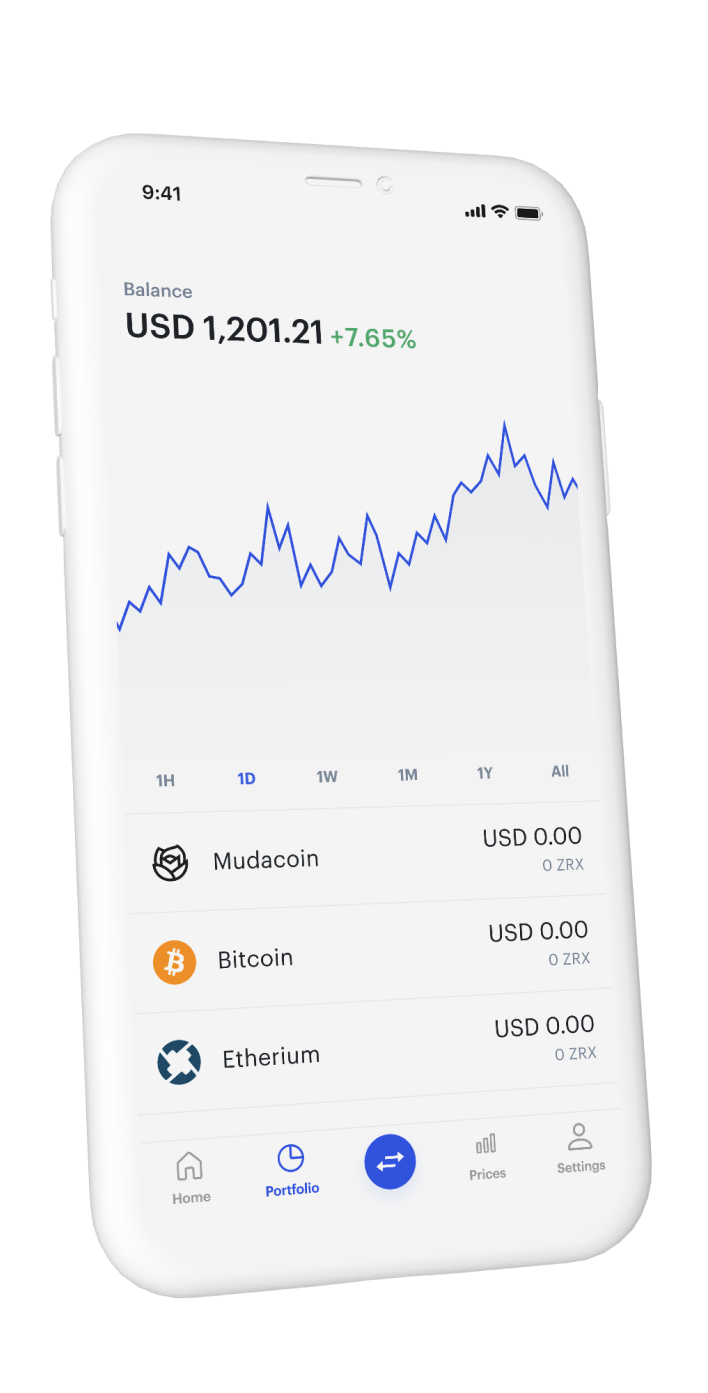 9:41
Balance
USD 1,201.21 +7.65%
1H 1D 1W 1M 1Y All
Mudacoin USD 0.00
0 ZRX
Bitcoin USD 0.00
0 ZRX
Etherium USD 0.00
0 ZRX
Home Portfolio Prices Settings